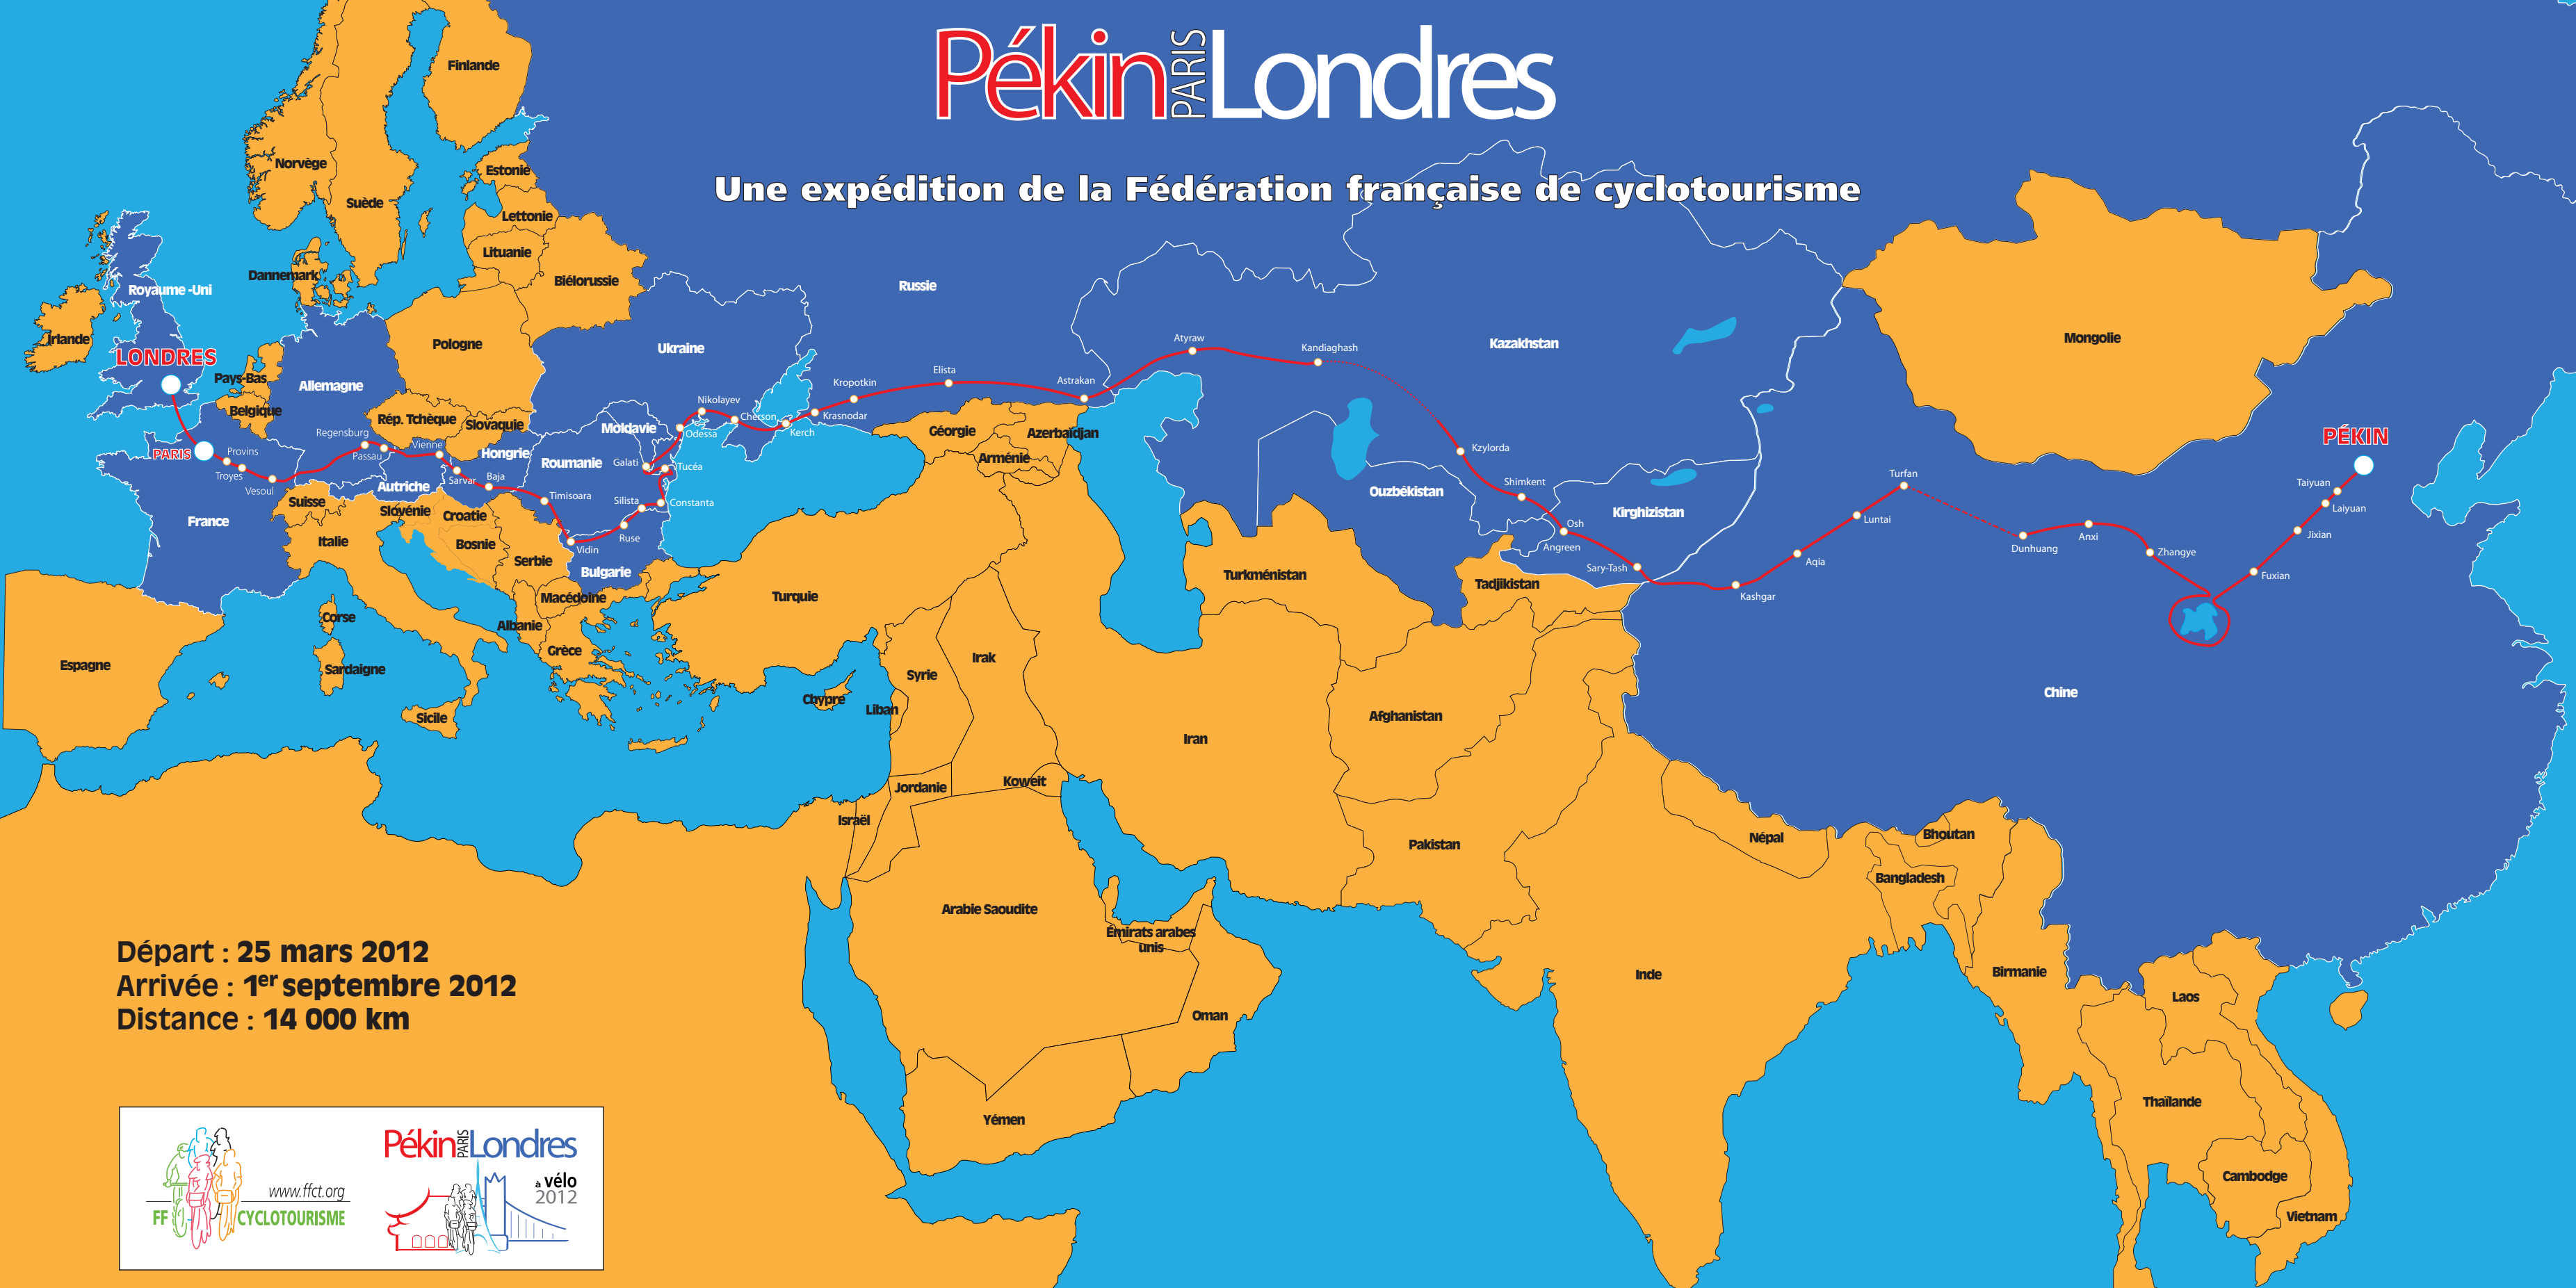 Pékin PARIS Londres
Une expédition de la Fédération française de cyclotourisme
Finlande
Norvège
Suède
Estonie
Lettonie
Lituanie
Biélorussie
Dannemark
Royaume -Uni
Irlande
Russie
Ukraine
Kazakhstan
Mongolie
Pologne
LONDRES
Pays-Bas
Allemagne
Belgique
Rép. Tchèque
Slovaquie
Moldavie
PARIS
Provins
Troyes
Vesoul
Regensburg
Passau
Vienne
Sarvar
Baja
Hongrie
Autriche
Roumanie
Timisoara
Vidin
Ruse
Silista
Constanta
Tucéa
Galati
Odessa
Nikolayev
Cherson
Kerch
Krasnodar
Kropotkin
Elista
Astrakan
Atyraw
Kandiaghash
Kzylorda
Shimkent
Osh
Angreen
Sary-Tash
Kashgar
Aqia
Luntai
Turfan
Dunhuang
Anxi
Zhangye
Fuxian
Jixian
Laiyuan
Taiyuan
PÉKIN
Géorgie
Azerbaïdjan
Arménie
Ouzbékistan
Kirghizistan
France
Suisse
Slovénie
Croatie
Italie
Bosnie
Serbie
Bulgarie
Macédoine
Albanie
Grèce
Corse
Sardaigne
Sicile
Espagne
Turquie
Turkménistan
Tadjikistan
Chypre
Liban
Syrie
Irak
Iran
Afghanistan
Chine
Koweit
Jordanie
Israël
Pakistan
Népal
Bhoutan
Bangladesh
Arabie Saoudite
Émirats arabes
unis
Oman
Yémen
Inde
Birmanie
Laos
Thaïlande
Cambodge
Vietnam
Départ : 25 mars 2012
Arrivée : 1er septembre 2012
Distance : 14 000 km
www.ffct.org
FF CYCLOTOURISME
Pékin PARIS Londres
à vélo
2012